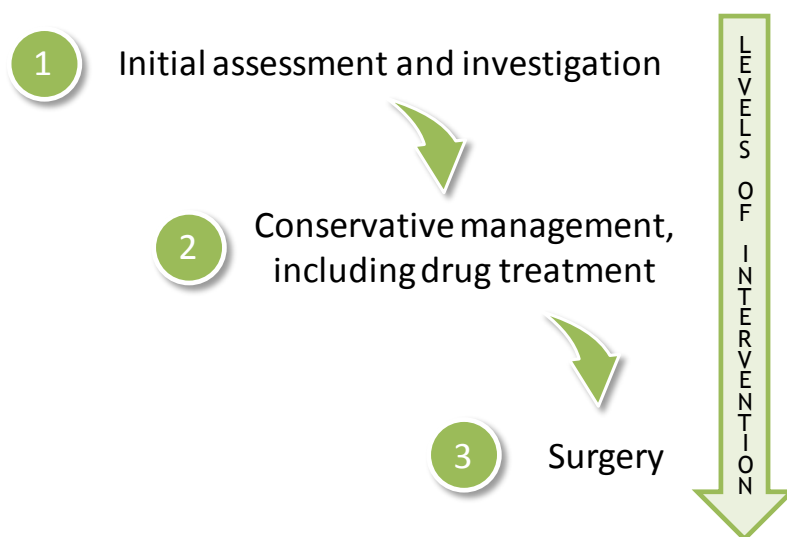 1 Initial assessment and investigation
2 Conservative management,
including drug treatment
3 Surgery
LEVELS OF INTERVENTION